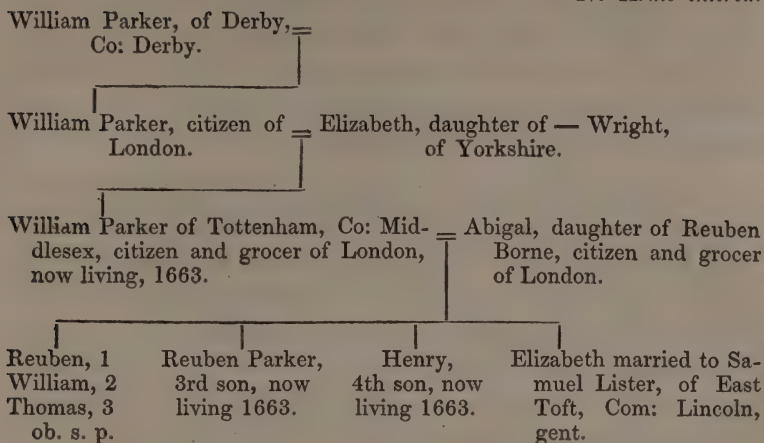 William Parker, of Derby,
Co: Derby.
William Parker, citizen of London.
Elizabeth, daughter of — Wright,
of Yorkshire.
William Parker of Tottenham, Co: Mid-
dlesex, citizen and grocer of London,
now living, 1663.
Abigal, daughter of Reuben
Borne, citizen and grocer
of London.
Reuben, 1
William, 2
Thomas, 3
ob. s. p.
Reuben Parker,
3rd son, now
living 1663.
Henry,
4th son, now
living 1663.
Elizabeth married to Sa-
muel Lister, of East
Toft, Com: Lincoln,
gent.